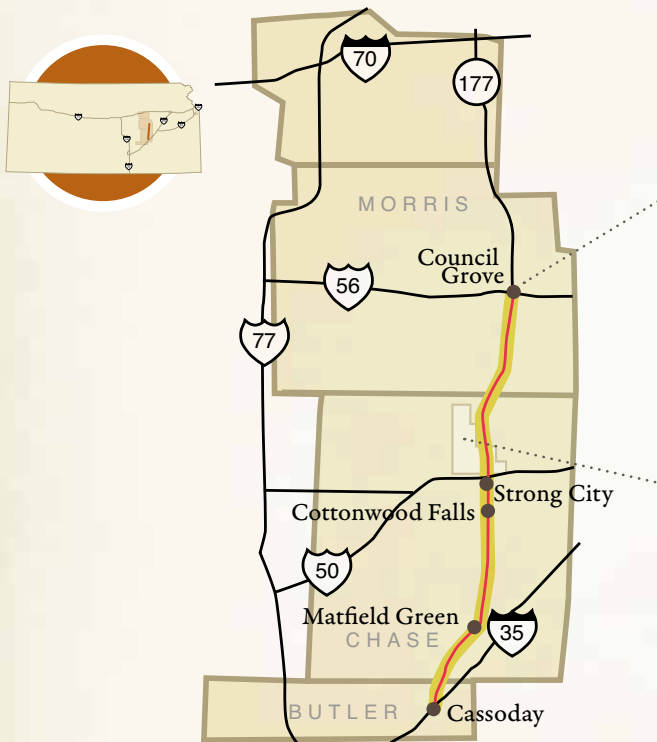 70
177
MORRIS
Council
Grove
56
77
Strong City
Cottonwood Falls
50
Matfield Green
35
CHASE
BUTLER
Cassoday